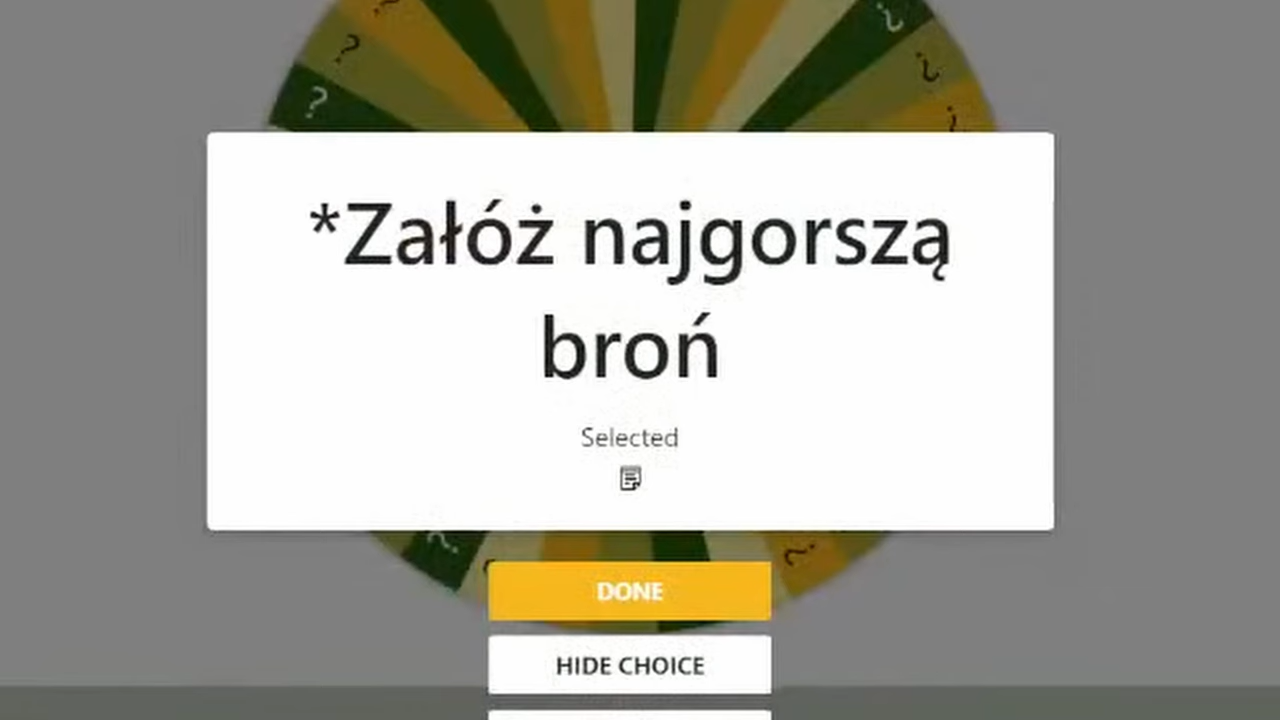 ?
?
?
¿
¿
¿
*Załóż najgorszą
broń
Selected
?
?
DONE
HIDE CHOICE